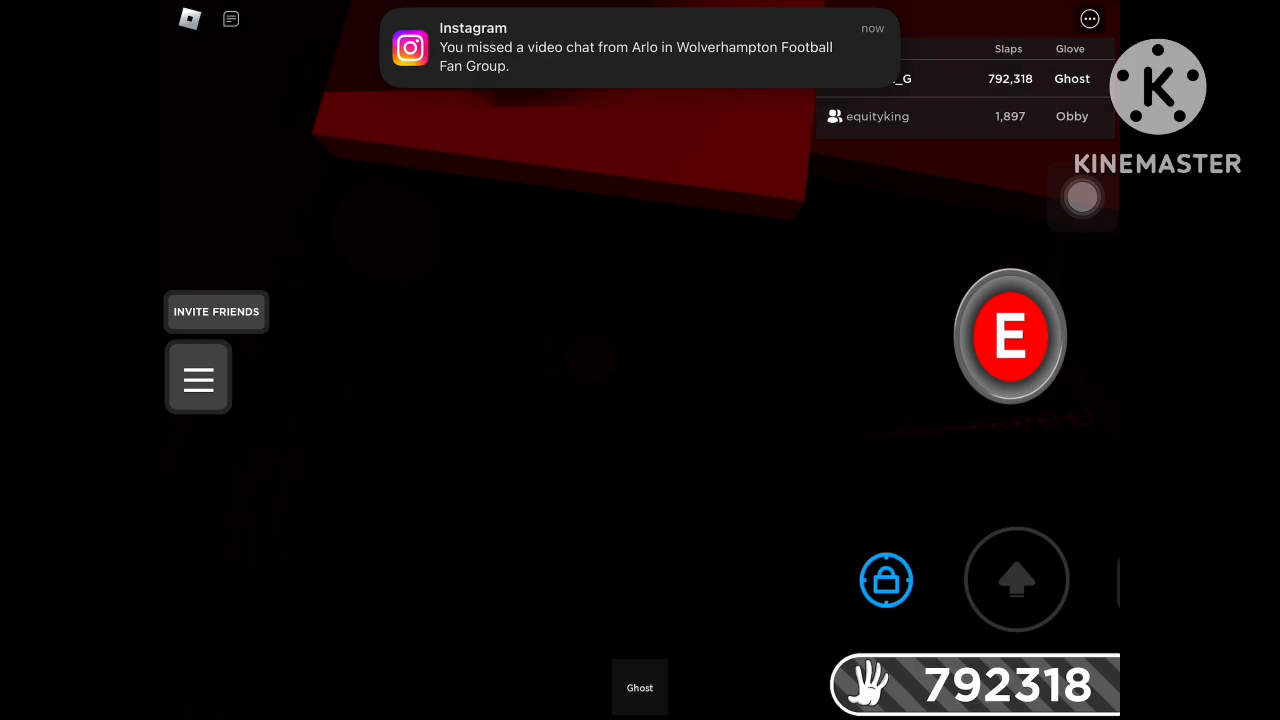 Instagram
now
You missed a video chat from Arlo in Wolverhampton Football
Fan Group.
Slaps Glove
_G 792,318 Ghost
equityking 1,897 Obby
K
KINEMASTER
INVITE FRIENDS
E
Ghost
792318